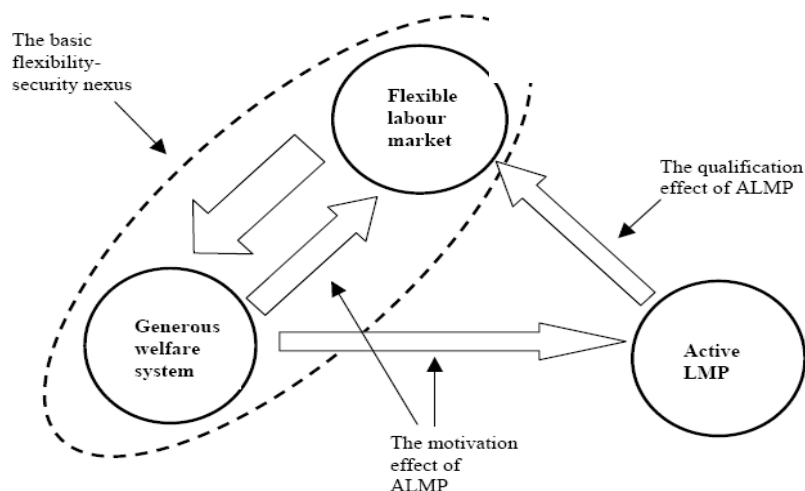 The basic
flexibility-
security nexus
Flexible
labour
market
The qualification
effect of ALMP
Generous
welfare
system
Active
LMP
The motivation
effect of
ALMP